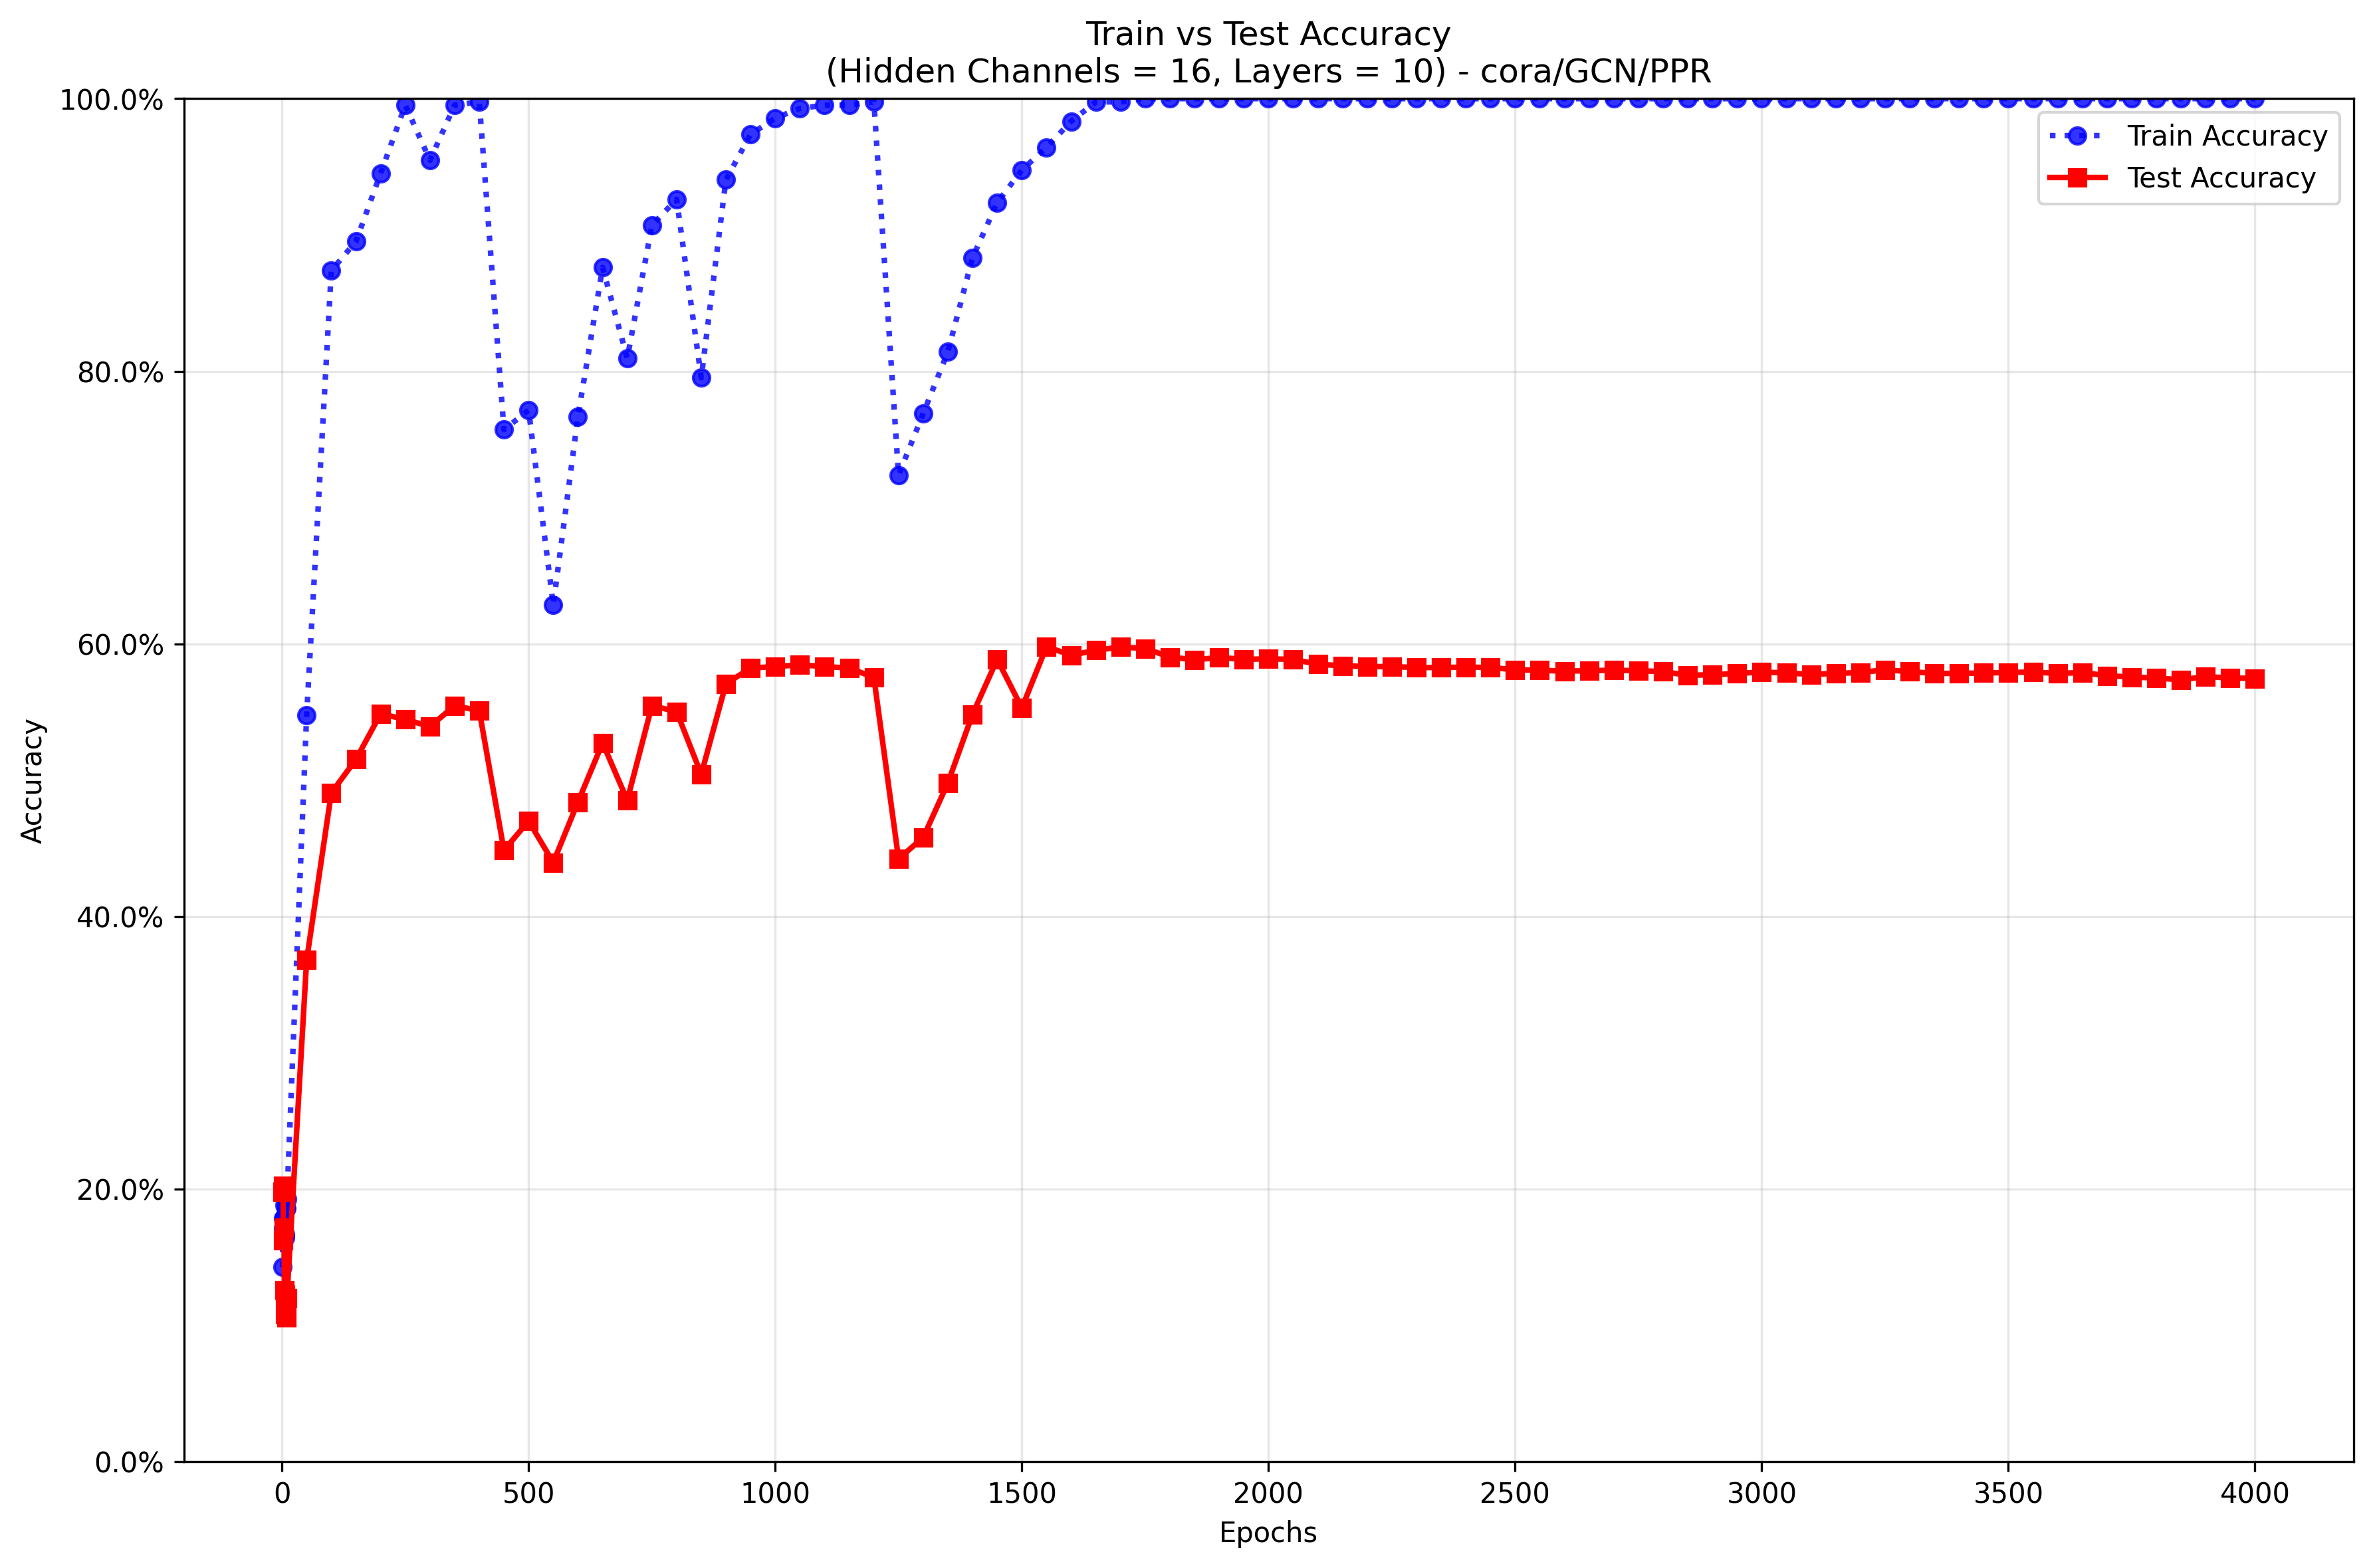 Train vs Test Accuracy
(Hidden Channels = 16, Layers = 10) - cora/GCN/PPR
100.0%
80.0%
60.0%
40.0%
20.0%
0.0%
Accuracy
Train Accuracy
Test Accuracy
0 500 1000 1500 2000 2500 3000 3500 4000
Epochs